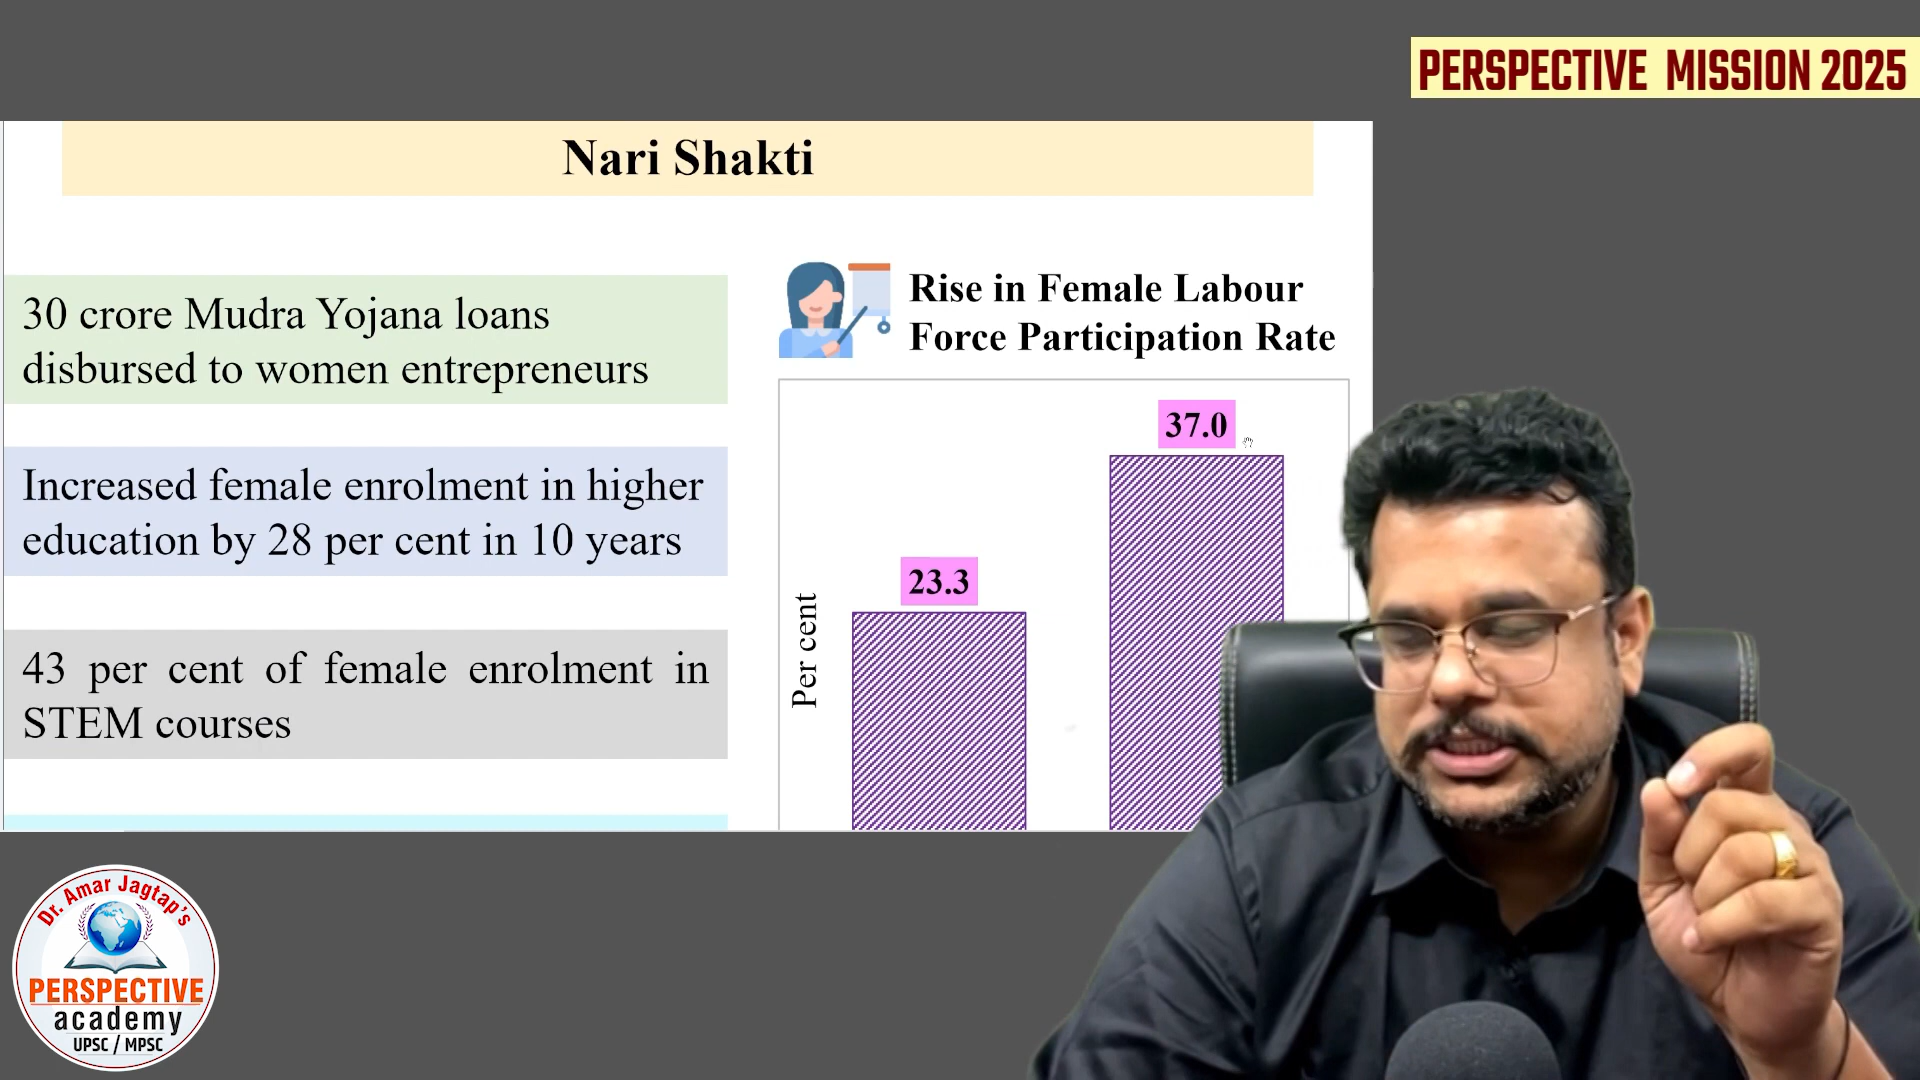 PERSPECTIVE MISSION 2025
Nari Shakti
30 crore Mudra Yojana loans
disbursed to women entrepreneurs
Increased female enrolment in higher
education by 28 per cent in 10 years
43 per cent of female enrolment in
STEM courses
Rise in Female Labour
Force Participation Rate
37.0
23.3
Per cent
Dr. Amar Jagtap's
PERSPECTIVE
academy
UPSC / MPSC